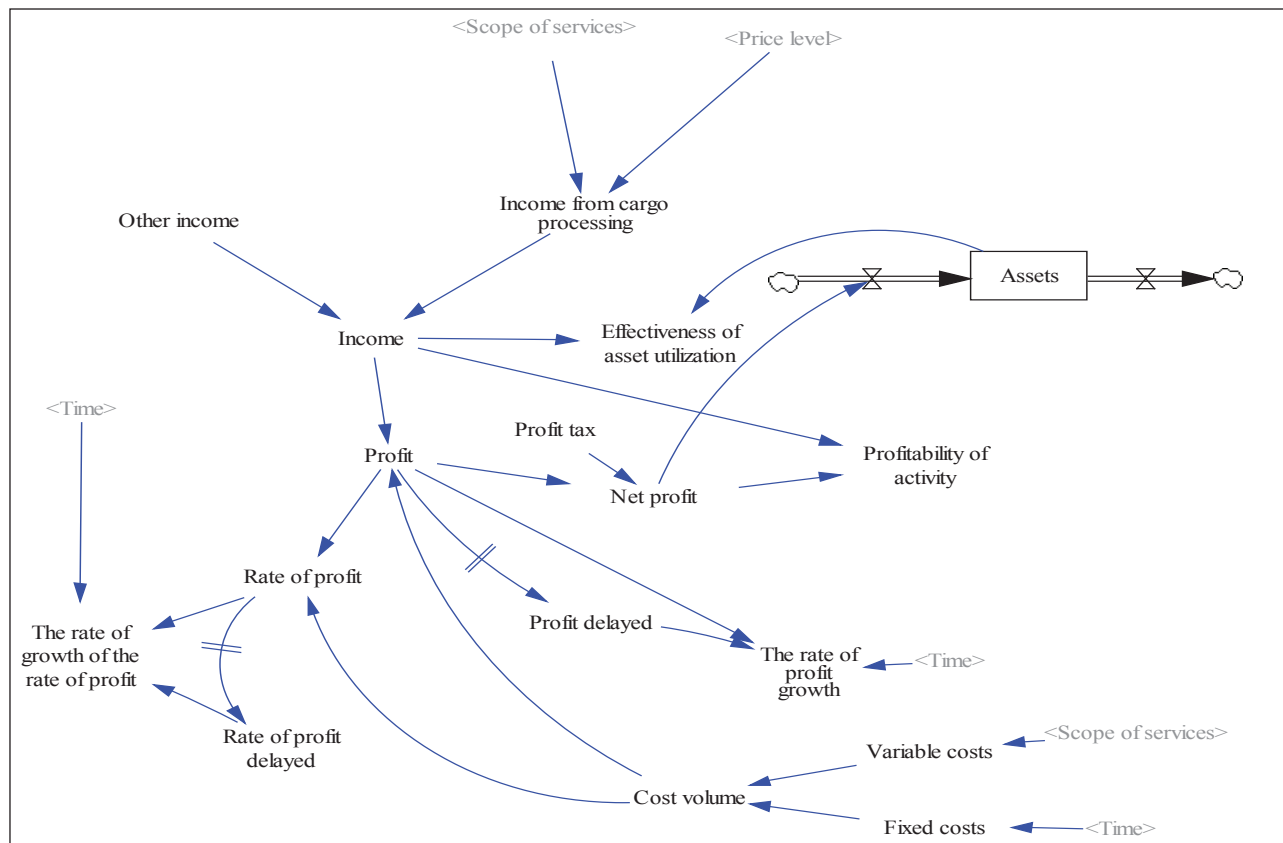 <Scope of services>
<Price level>
Income from cargo
processing
Other income
Assets
Income
Effectiveness of
asset utilization
<Time>
Profit tax
Profit
Profitability of
activity
Net profit
Rate of profit
Profit delayed
The rate of
growth of the
rate of profit
The rate of
profit
growth
<Time>
Rate of profit
delayed
<Scope of services>
Variable costs
Cost volume
Fixed costs
<Time>